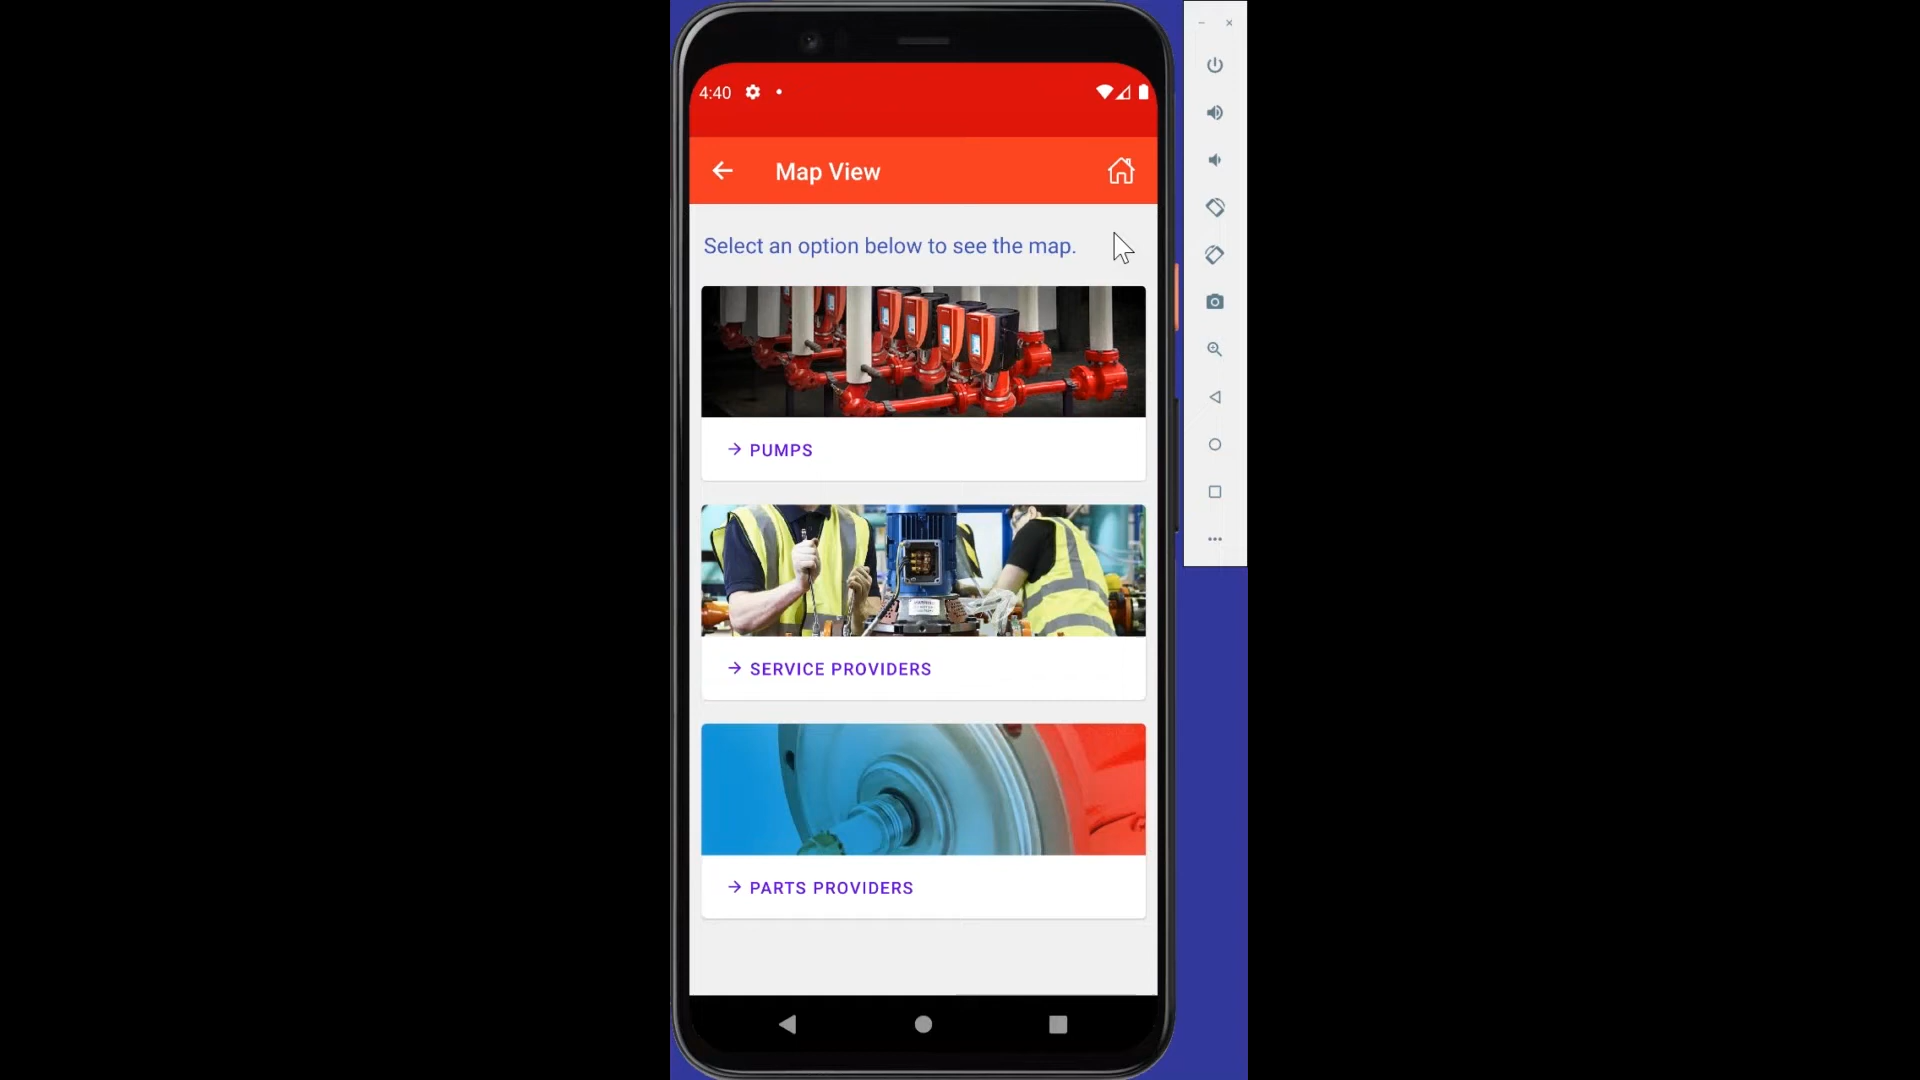 4:40
Map View
Select an option below to see the map.
PUMPS
SERVICE PROVIDERS
PARTS PROVIDERS